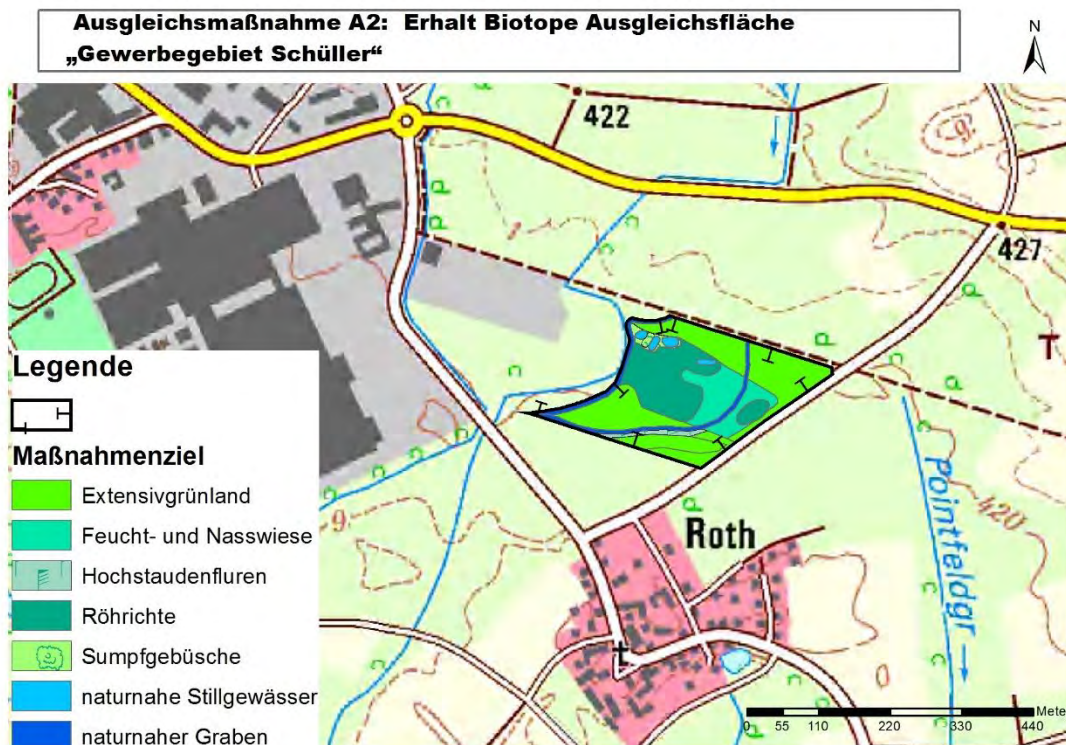 Ausgleichsmaßnahme A2: Erhalt Biotope Ausgleichsfläche
„Gewerbegebiet Schüller“
N
422
427
Legende
Maßnahmenziel
Extensivgrünland
Feucht- und Nasswiese
Hochstaudenfluren
Röhrichte
Sumpfgebüsche
naturnahe Stillgewässer
naturnaher Graben
9.
Roth
420
Pointfeldgr
Mete
0 55 110 220 330 440